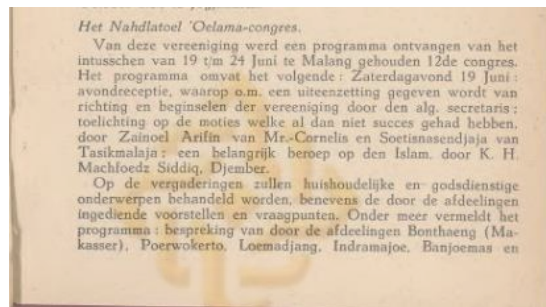 Het Nahdlatoel 'Oelama-congres.
Van deze vereeniging werd een programma ontvangen van het
intusschen van 19 t/m 24 Juni te Malang gehouden 12de congres.
Het programma omvat het volgende: Zaterdagavond 19 Juni:
avondreceptie, waarop o.m. een uiteenzetting gegeven wordt van
richting en beginselen der vereeniging door den alg. secretaris;
toelichting op de moties welke al dan niet succes gehad hebben,
door Zainoel Arifin van Mr.-Cornelis en Soetisnasendjaja van
Tasikmalaja; een belangrijk beroep op den Islam, door K. H.
Machfoedz Siddiq, Djember.
Op de vergaderingen zullen huishoudelijke en godsdienstige
onderwerpen behandeld worden, benevens de door de afdeelingen
ingediende voorstellen en vraagpunten. Onder meer vermeldt het
programma: bespreking van door de afdeelingen Bonthaeng (Ma-
kasser), Poerwokerto, Loemadjang, Indramajoe, Banjoemas en